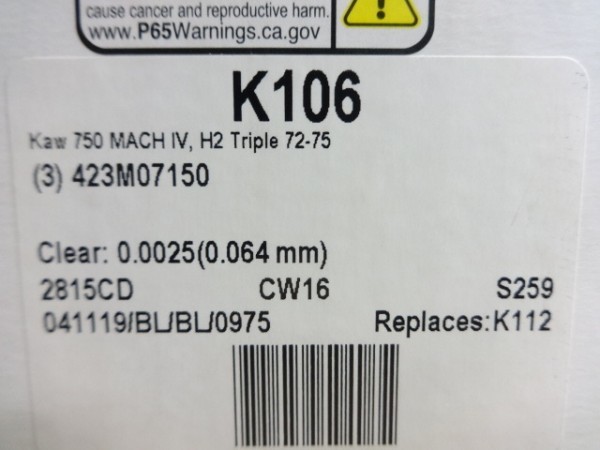 cause cancer and reproductive harm.
www.P65Warnings.ca.gov
K106
Kaw 750 MACH IV, H2 Triple 72-75
(3) 423M07150
Clear: 0.0025(0.064 mm)
2815CD CW16 S259
041119/BL/BL/0975 Replaces:K112